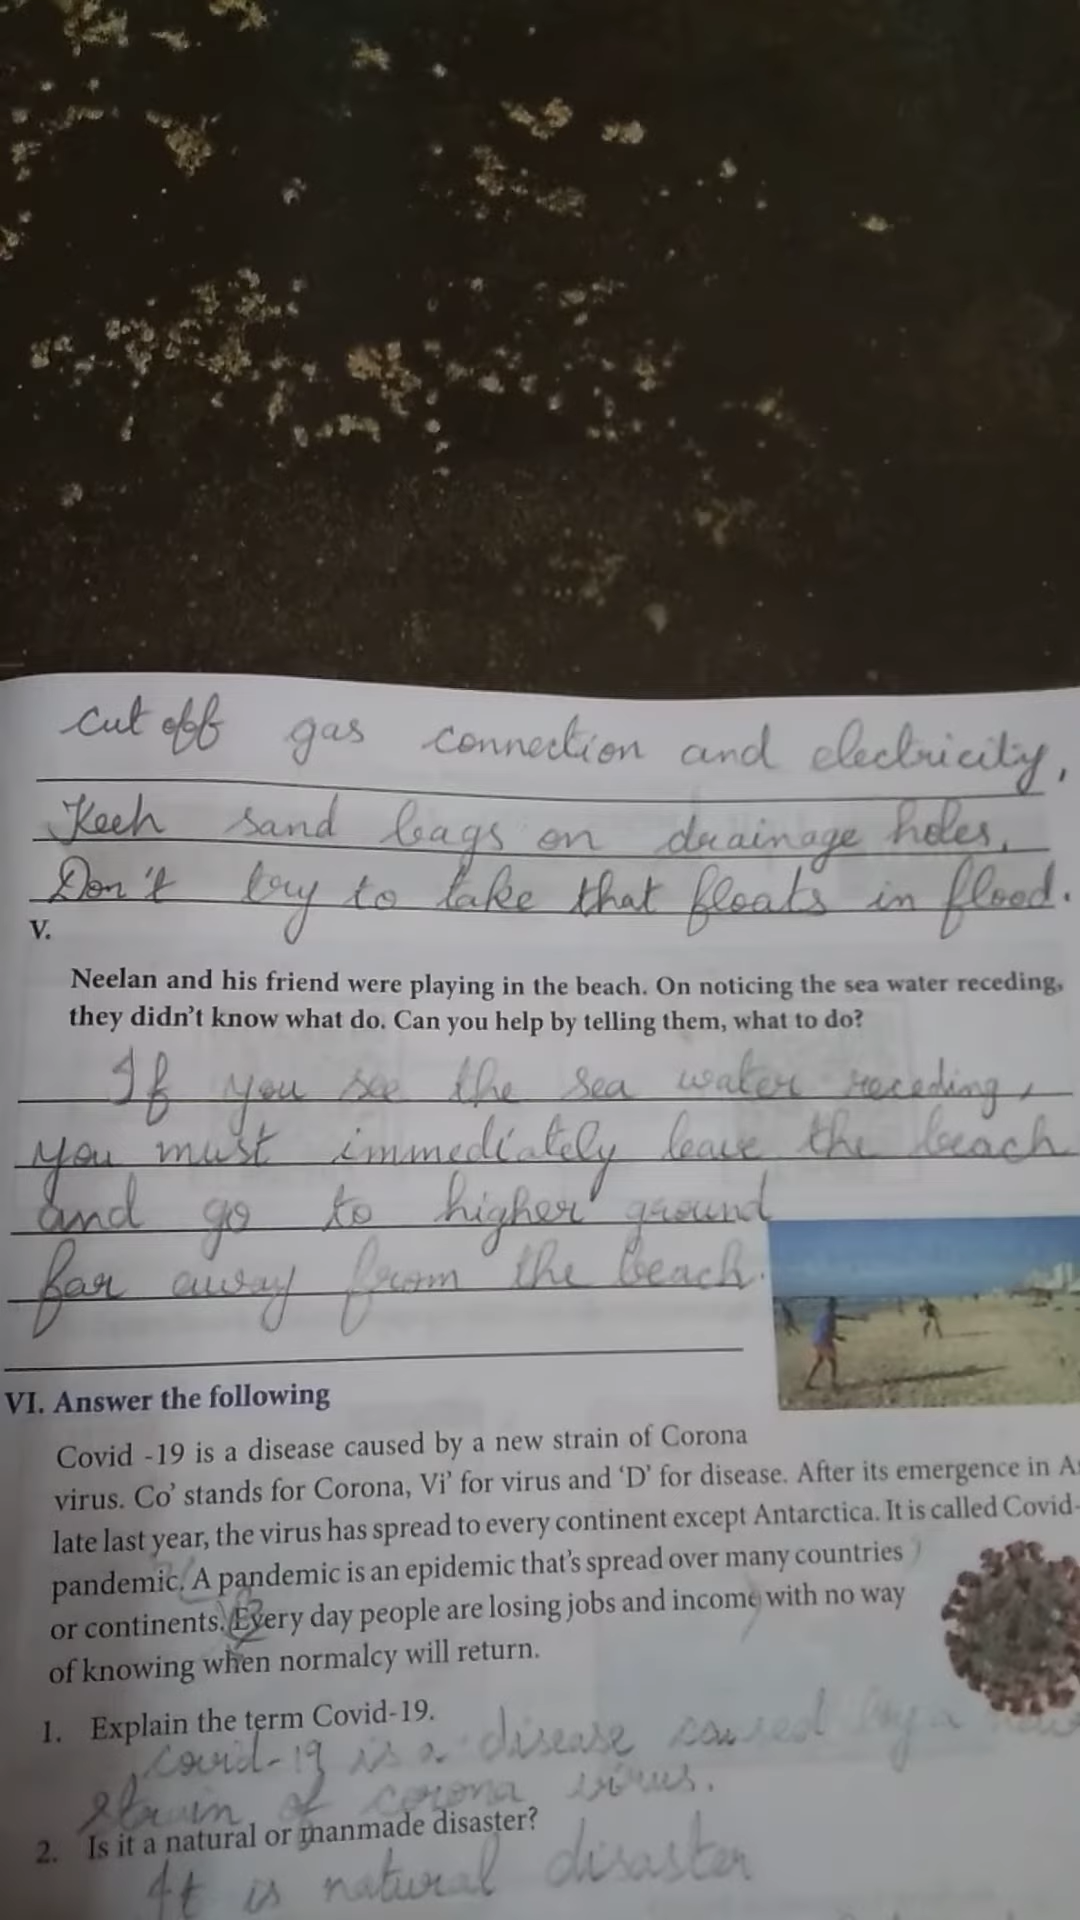 cut off gas connection and electricity,
Keeh sand bags on drainage holes,
Don't try to take that floats in flood.
V.
Neelan and his friend were playing in the beach. On noticing the sea water receding,
they didn't know what do. Can you help by telling them, what to do?
If you see the sea water receding,
you must immediately leave the beach
and go to higher ground
far away from the beach.
VI. Answer the following
Covid -19 is a disease caused by a new strain of Corona
virus. Co' stands for Corona, Vi' for virus and 'D' for disease. After its emergence in
late last year, the virus has spread to every continent except Antarctica. It is called Covid-
pandemic. A pandemic is an epidemic that's spread over many countries
or continents. Every day people are losing jobs and income with no way
of knowing when normalcy will return.
1. Explain the term Covid-19.
covid-19 is a disease caused by a new
strain of corona virus.
2. Is it a natural or manmade disaster?
It is natural disaster